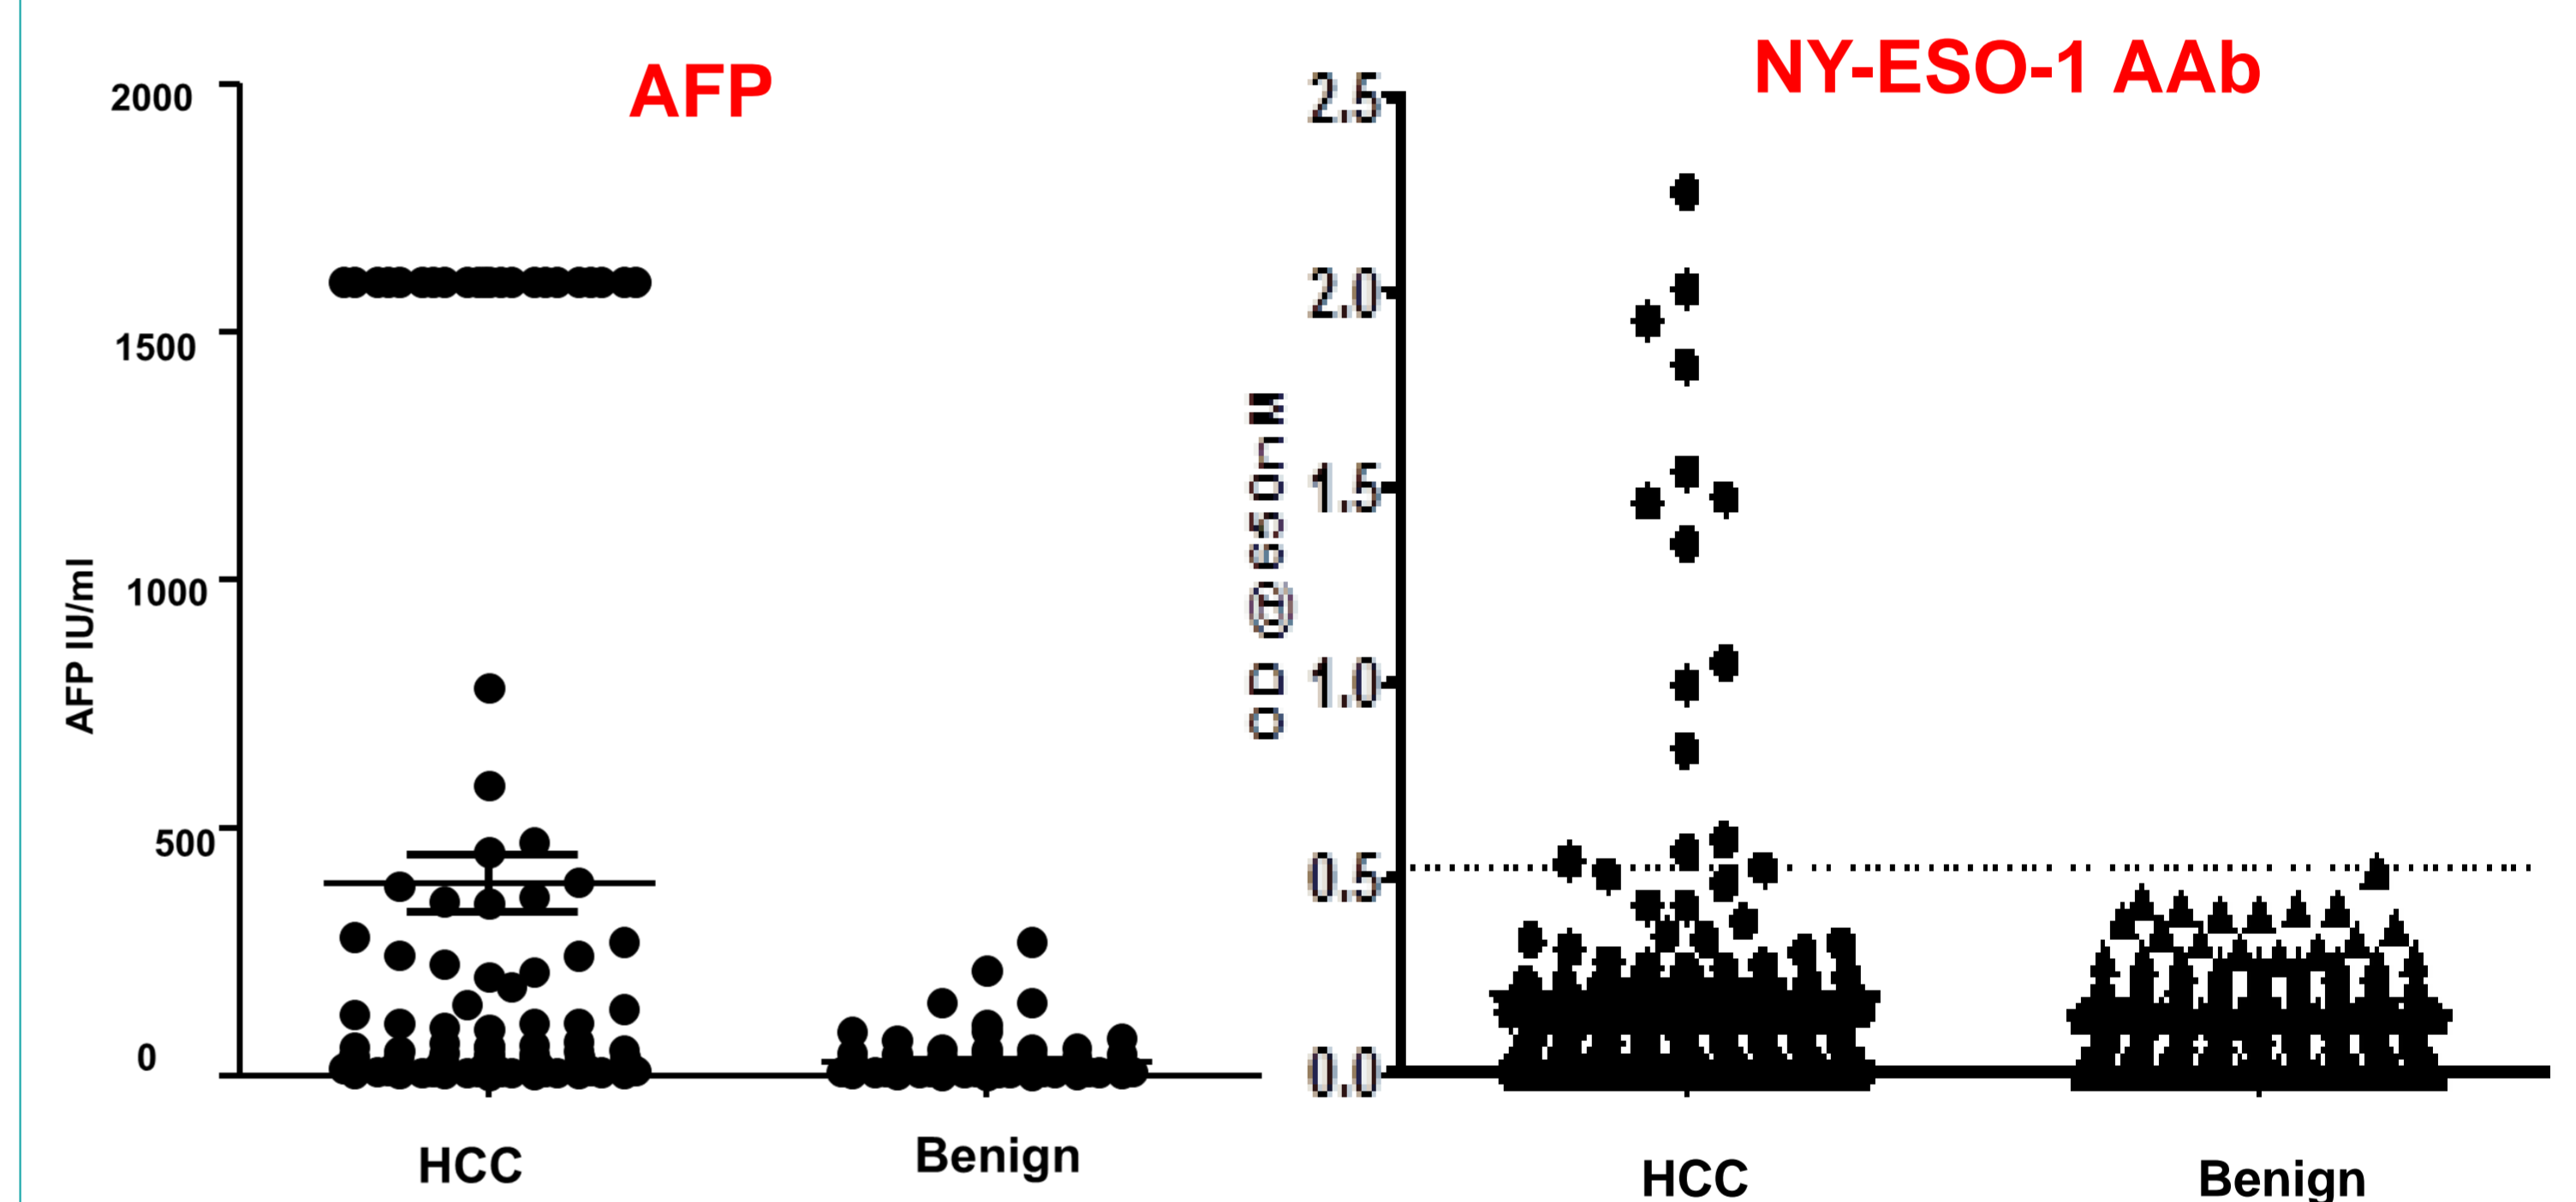 AFP
2000
1500
1000
500
0
AFP IU/ml
HCC
Benign
NY-ESO-1 AAb
2.5
2.0
1.5
1.0
0.5
0.0
OD @650nM
HCC
Benign